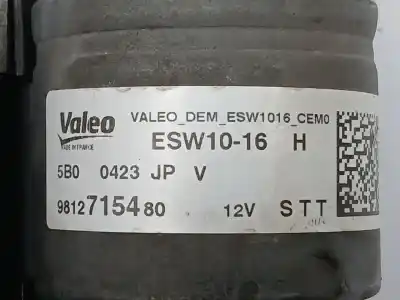 VALEO_DEM_ESW1016_CEM0
Valeo
MADE IN FRANCE
ESW10-16 H
5B0 0423 JP V
9812715480 12V STT